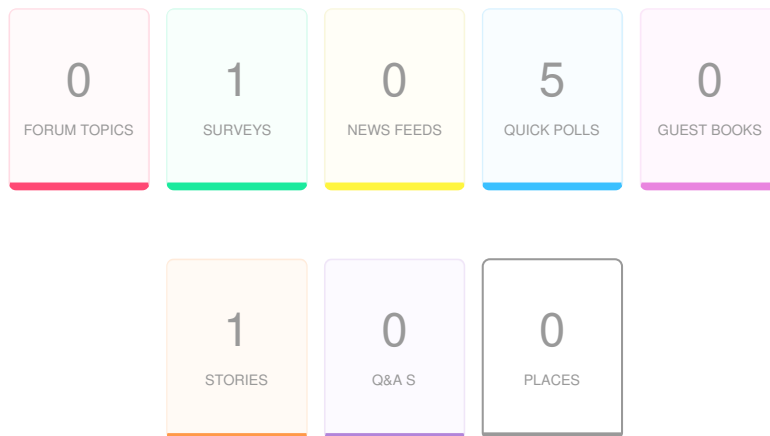 0 1 0 5 0
FORUM TOPICS SURVEYS NEWS FEEDS QUICK POLLS GUEST BOOKS
1 0 0
STORIES Q&A S PLACES